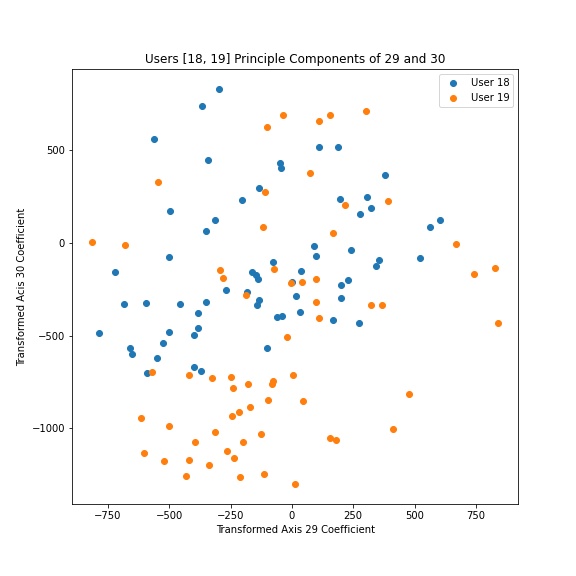 Users [18, 19] Principle Components of 29 and 30
User 18
User 19
Transformed Acis 30 Coefficient
500
0
−500
−1000
−750
−500
−250
0
250
500
750
Transformed Axis 29 Coefficient